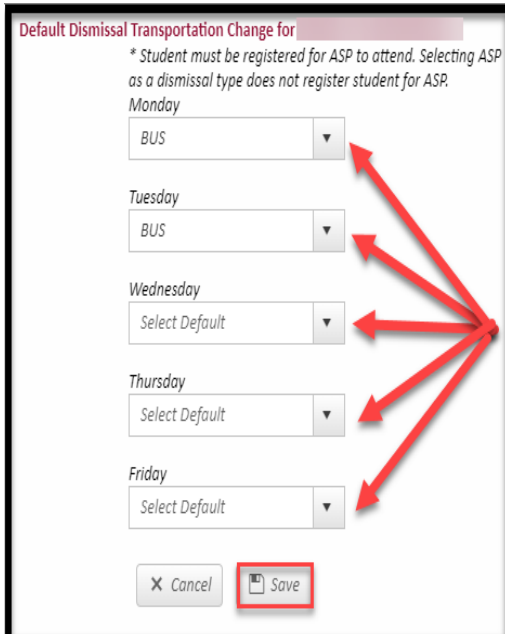 Default Dismissal Transportation Change for
* Student must be registered for ASP to attend. Selecting ASP
as a dismissal type does not register student for ASP.
Monday
BUS
Tuesday
BUS
Wednesday
Select Default
Thursday
Select Default
Friday
Select Default
Cancel Save